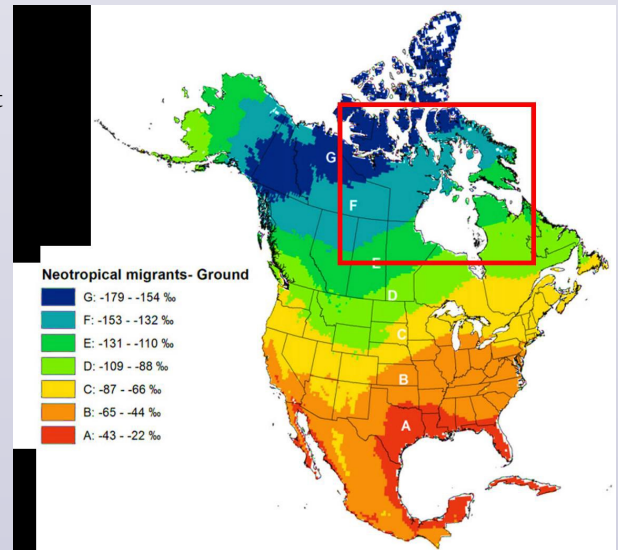 t
G
F
E
D
C
B
A
Neotropical migrants- Ground
G: -179 - -154 ‰
F: -153 - -132 ‰
E: -131 - -110 ‰
D: -109 - -88 ‰
C: -87 - -66 ‰
B: -65 - -44 ‰
A: -43 - -22 ‰